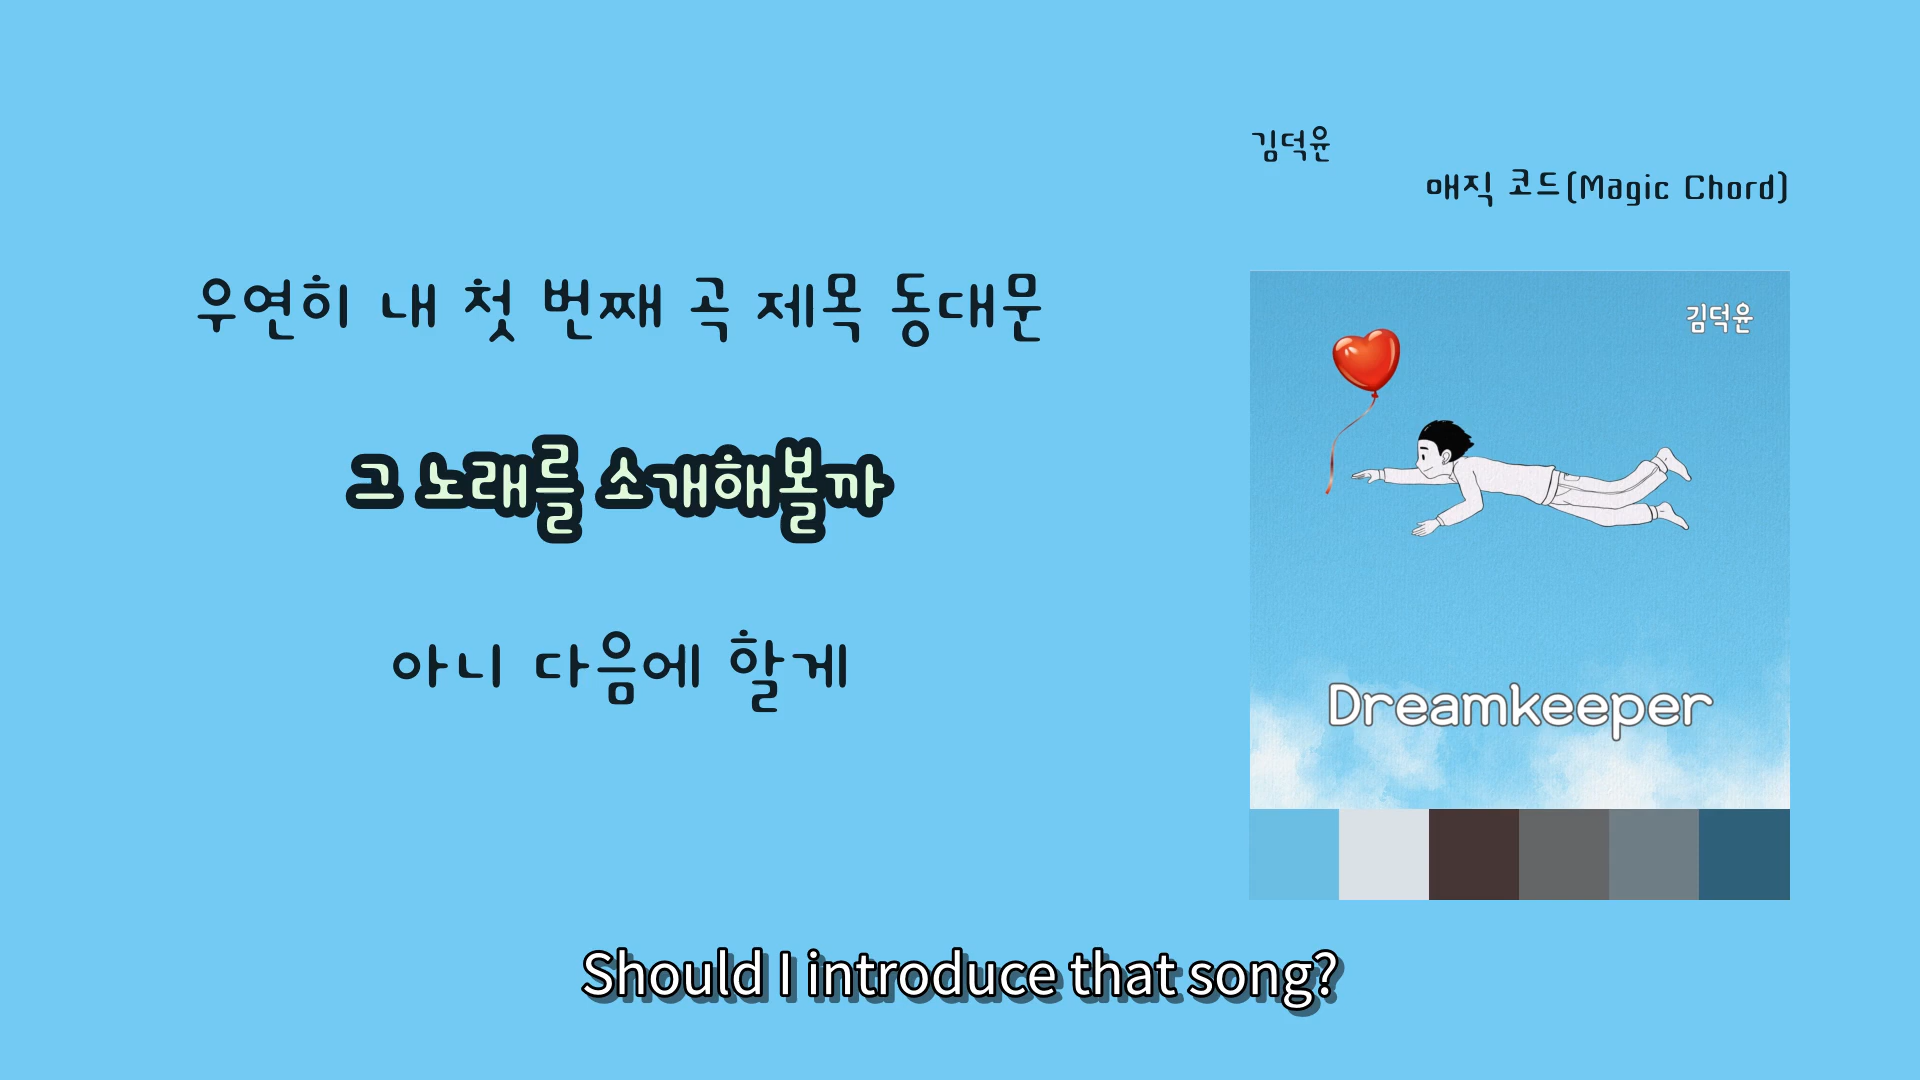 김덕윤
매직 코드(Magic Chord)
우연히 내 첫 번째 곡 제목 동대문
그 노래를 소개해볼까
아니 다음에 할게
김덕윤
Dreamkeeper
Should I introduce that song?